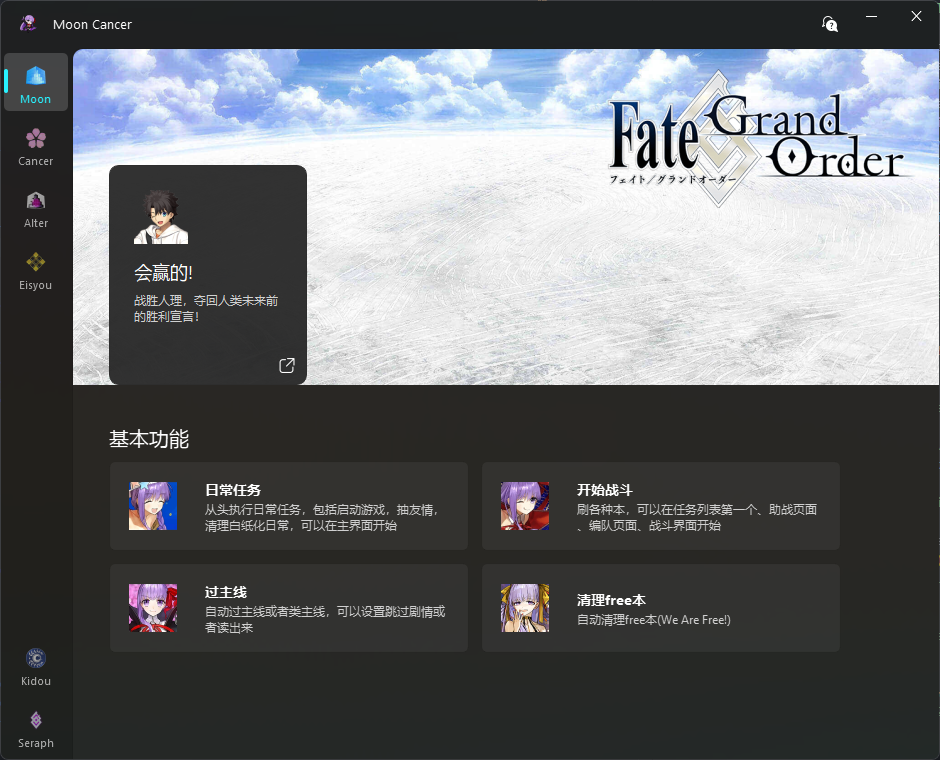 Moon Cancer
Moon
Cancer
Alter
Eisyou
Kidou
Seraph
Fate
Grand
Order
フェイト/グランドオーダー
会赢的!
战胜人理，夺回人类未来前
的胜利宣言!
基本功能
日常任务
从头执行日常任务，包括启动游戏，抽友情，
清理白纸化日常，可以在主界面开始
开始战斗
刷各种本，可以在任务列表第一个、助战页面
、编队页面、战斗界面开始
过主线
自动过主线或者类主线，可以设置跳过剧情或
者读出来
清理free本
自动清理free本(We Are Free!)